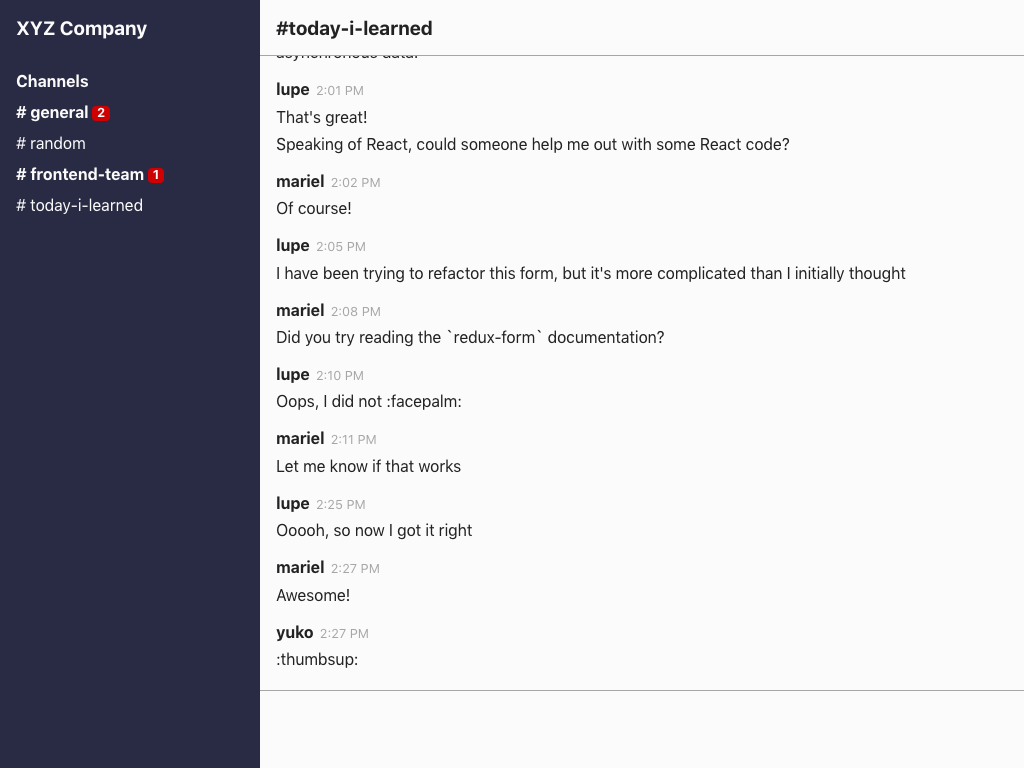 XYZ Company
Channels
# general 2
# random
# frontend-team 1
# today-i-learned
#today-i-learned
asynchronous data!
lupe 2:01 PM
That's great!
Speaking of React, could someone help me out with some React code?
mariel 2:02 PM
Of course!
lupe 2:05 PM
I have been trying to refactor this form, but it's more complicated than I initially thought
mariel 2:08 PM
Did you try reading the `redux-form` documentation?
lupe 2:10 PM
Oops, I did not :facepalm:
mariel 2:11 PM
Let me know if that works
lupe 2:25 PM
Ooooh, so now I got it right
mariel 2:27 PM
Awesome!
yuko 2:27 PM
:thumbsup: